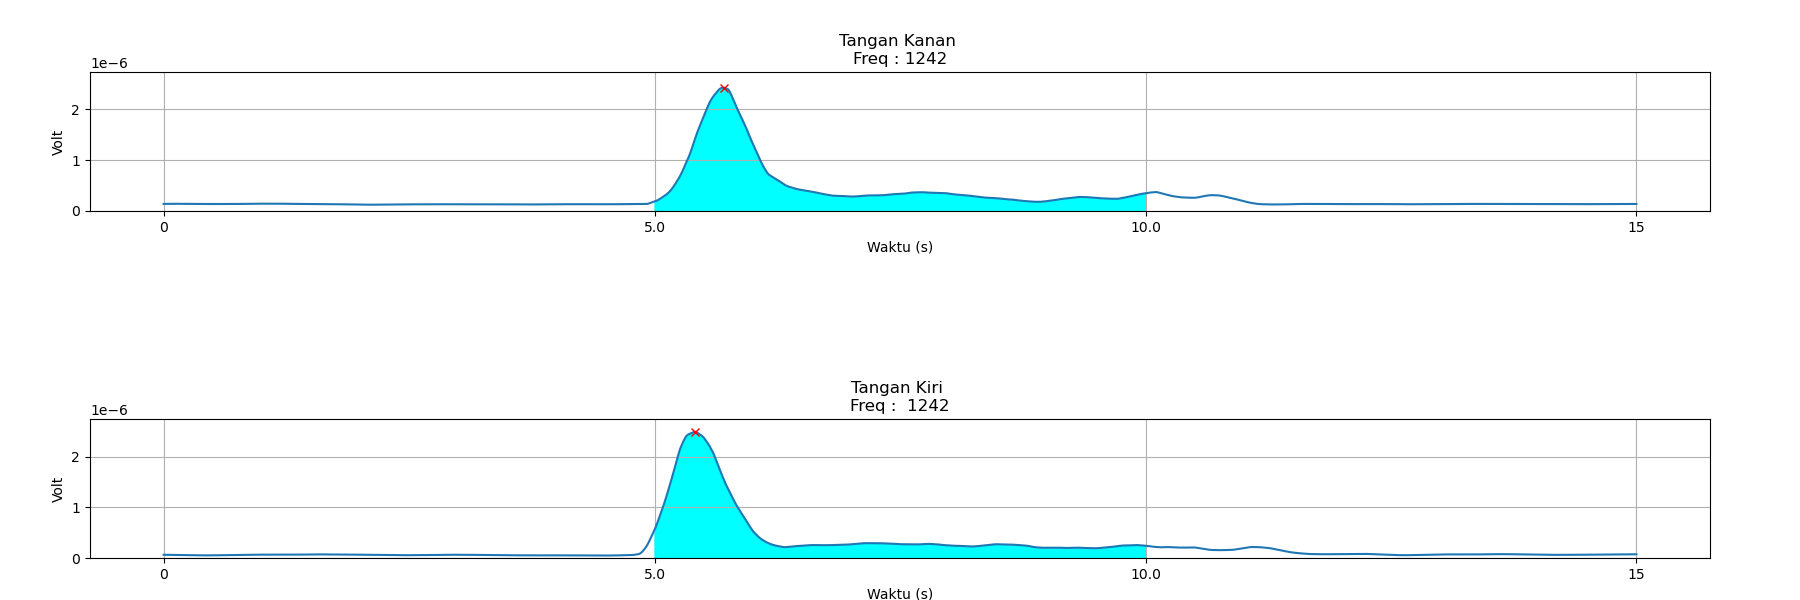 Tangan Kanan
Freq : 1242
1e−6
2
1
0
Volt
0 5.0 10.0 15
Waktu (s)
Tangan Kiri
Freq :  1242
1e−6
2
1
0
Volt
0 5.0 10.0 15
Waktu (s)